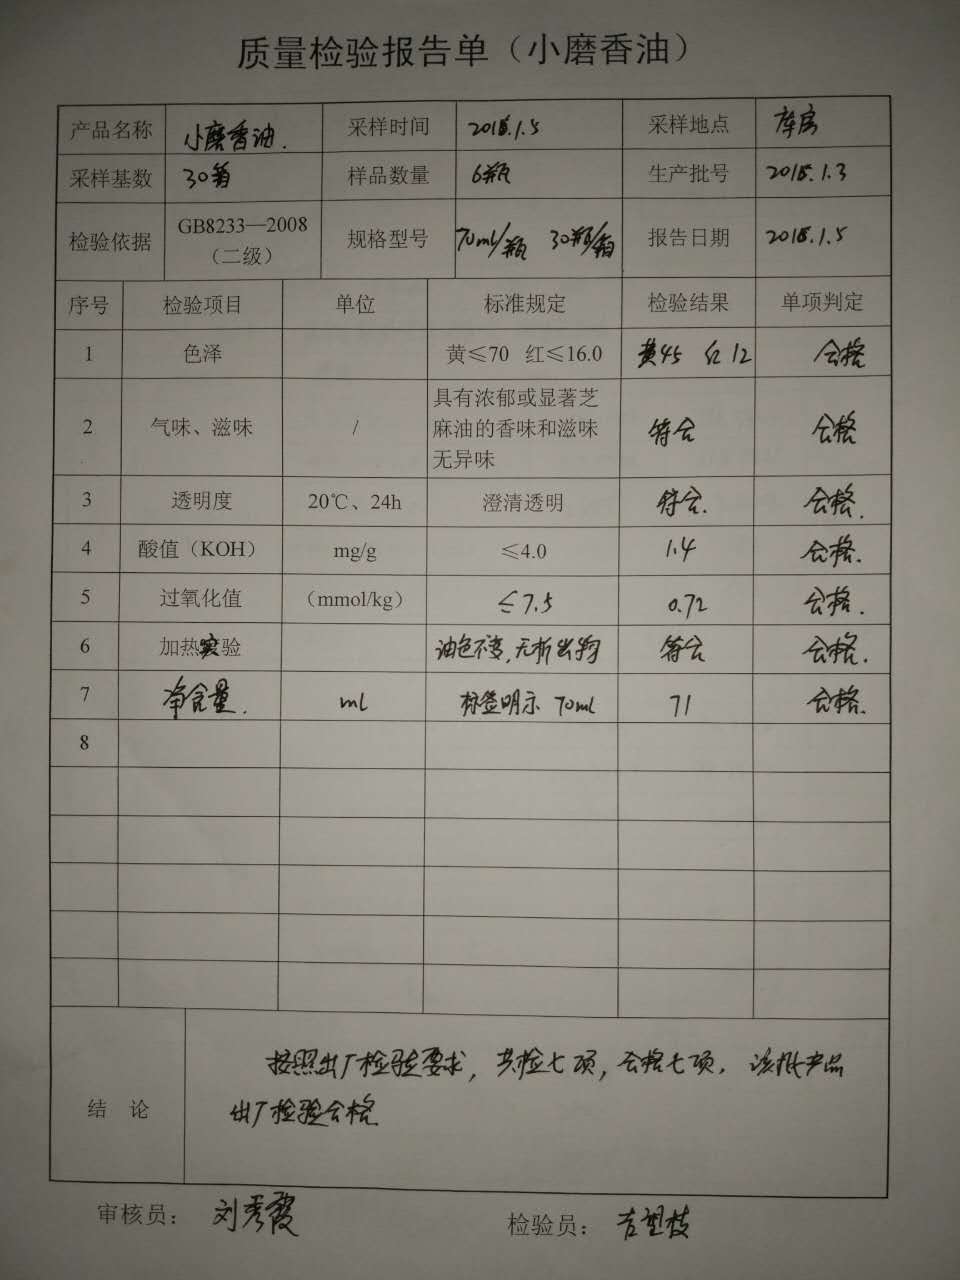 质量检验报告单（小磨香油）
产品名称 小磨香油. 采样时间 2018.1.5 采样地点 库房
采样基数 30箱 样品数量 6瓶 生产批号 2018.1.3
检验依据 GB8233—2008（二级） 规格型号 70ml/瓶 30瓶/箱 报告日期 2018.1.5
序号 检验项目 单位 标准规定 检验结果 单项判定
1 色泽 黄≤70 红≤16.0 黄45 红12 合格
2 气味、滋味 / 具有浓郁或显著芝
麻油的香味和滋味
无异味 符合 合格
3 透明度 20℃、24h 澄清透明 符合. 合格.
4 酸值（KOH） mg/g ≤4.0 1.4 合格.
5 过氧化值 （mmol/kg） ≤7.5 0.72 合格.
6 加热实验 油色不变,无析出物 符合 合格.
7 净含量. ml 标签明示 70ml 71 合格.
8
结 论 按照出厂检验要求，共检七项，合格七项. 该批产品
出厂检验合格
审核员： 刘秀霞 检验员：